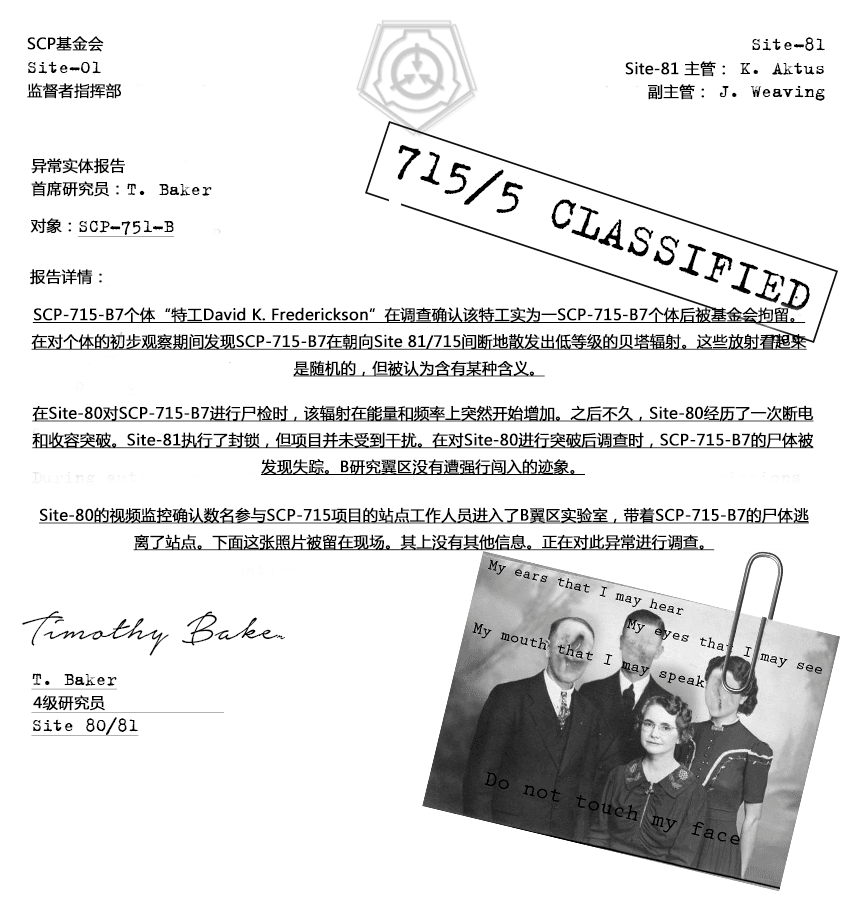 SCP基金会
Site-01
监督者指挥部
Site-81
Site-81 主管： K. Aktus
副主管： J. Weaving
715/5 CLASSIFIED
异常实体报告
首席研究员：T. Baker
对象：SCP-751-B
报告详情：
SCP-715-B7个体“特工David K. Frederickson”在调查确认该特工实为一SCP-715-B7个体后被基金会拘留。
在对个体的初步观察期间发现SCP-715-B7在朝向Site 81/715间断地散发出低等级的贝塔辐射。这些放射看起来
是随机的，但被认为含有某种含义。
在Site-80对SCP-715-B7进行尸检时，该辐射在能量和频率上突然开始增加。之后不久，Site-80经历了一次断电
和收容突破。Site-81执行了封锁，但项目并未受到干扰。在对Site-80进行突破后调查时，SCP-715-B7的尸体被
发现失踪。B研究翼区没有遭强行闯入的迹象。
During aut
ions
Site-80的视频监控确认数名参与SCP-715项目的站点工作人员进入了B翼区实验室，带着SCP-715-B7的尸体逃
离了站点。下面这张照片被留在现场。其上没有其他信息。正在对此异常进行调查。
Timothy Baker
T. Baker
4级研究员
Site 80/81
My ears that I may hear
My eyes that I may see
My mouth that I may speak
Do not touch my face